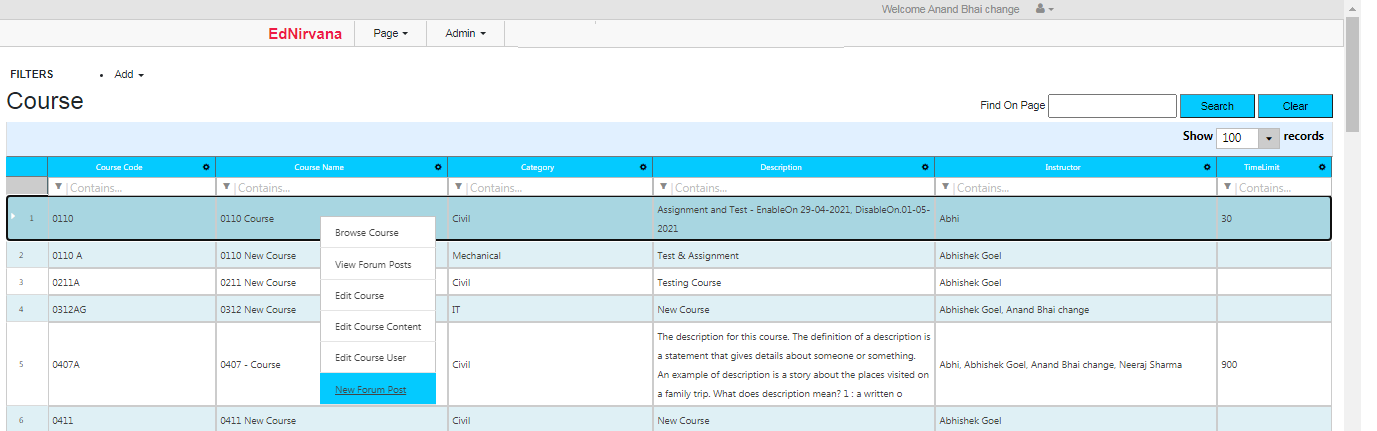 Welcome Anand Bhai change
EdNirvana Page Admin
FILTERS • Add
Course
Find On Page Search Clear
Show 100 records
Course Code Course Name Category Description Instructor TimeLimit
Contains... Contains... Contains... Contains... Contains... Contains...
1 0110 0110 Course Civil Assignment and Test - EnableOn 29-04-2021, DisableOn.01-05-
2021 Abhi 30
2 0110 A 0110 New Course Mechanical Test & Assignment Abhishek Goel
3 0211A 0211 New Course Civil Testing Course Abhishek Goel
4 0312AG 0312 New Course IT New Course Abhishek Goel, Anand Bhai change
5 0407A 0407 - Course Civil The description for this course. The definition of a description is
a statement that gives details about someone or something.
An example of description is a story about the places visited on
a family trip. What does description mean? 1 : a written o
Abhi, Abhishek Goel, Anand Bhai change, Neeraj Sharma 900
6 0411 0411 New Course Civil New Course Abhishek Goel
Browse Course
View Forum Posts
Edit Course
Edit Course Content
Edit Course User
New Forum Post